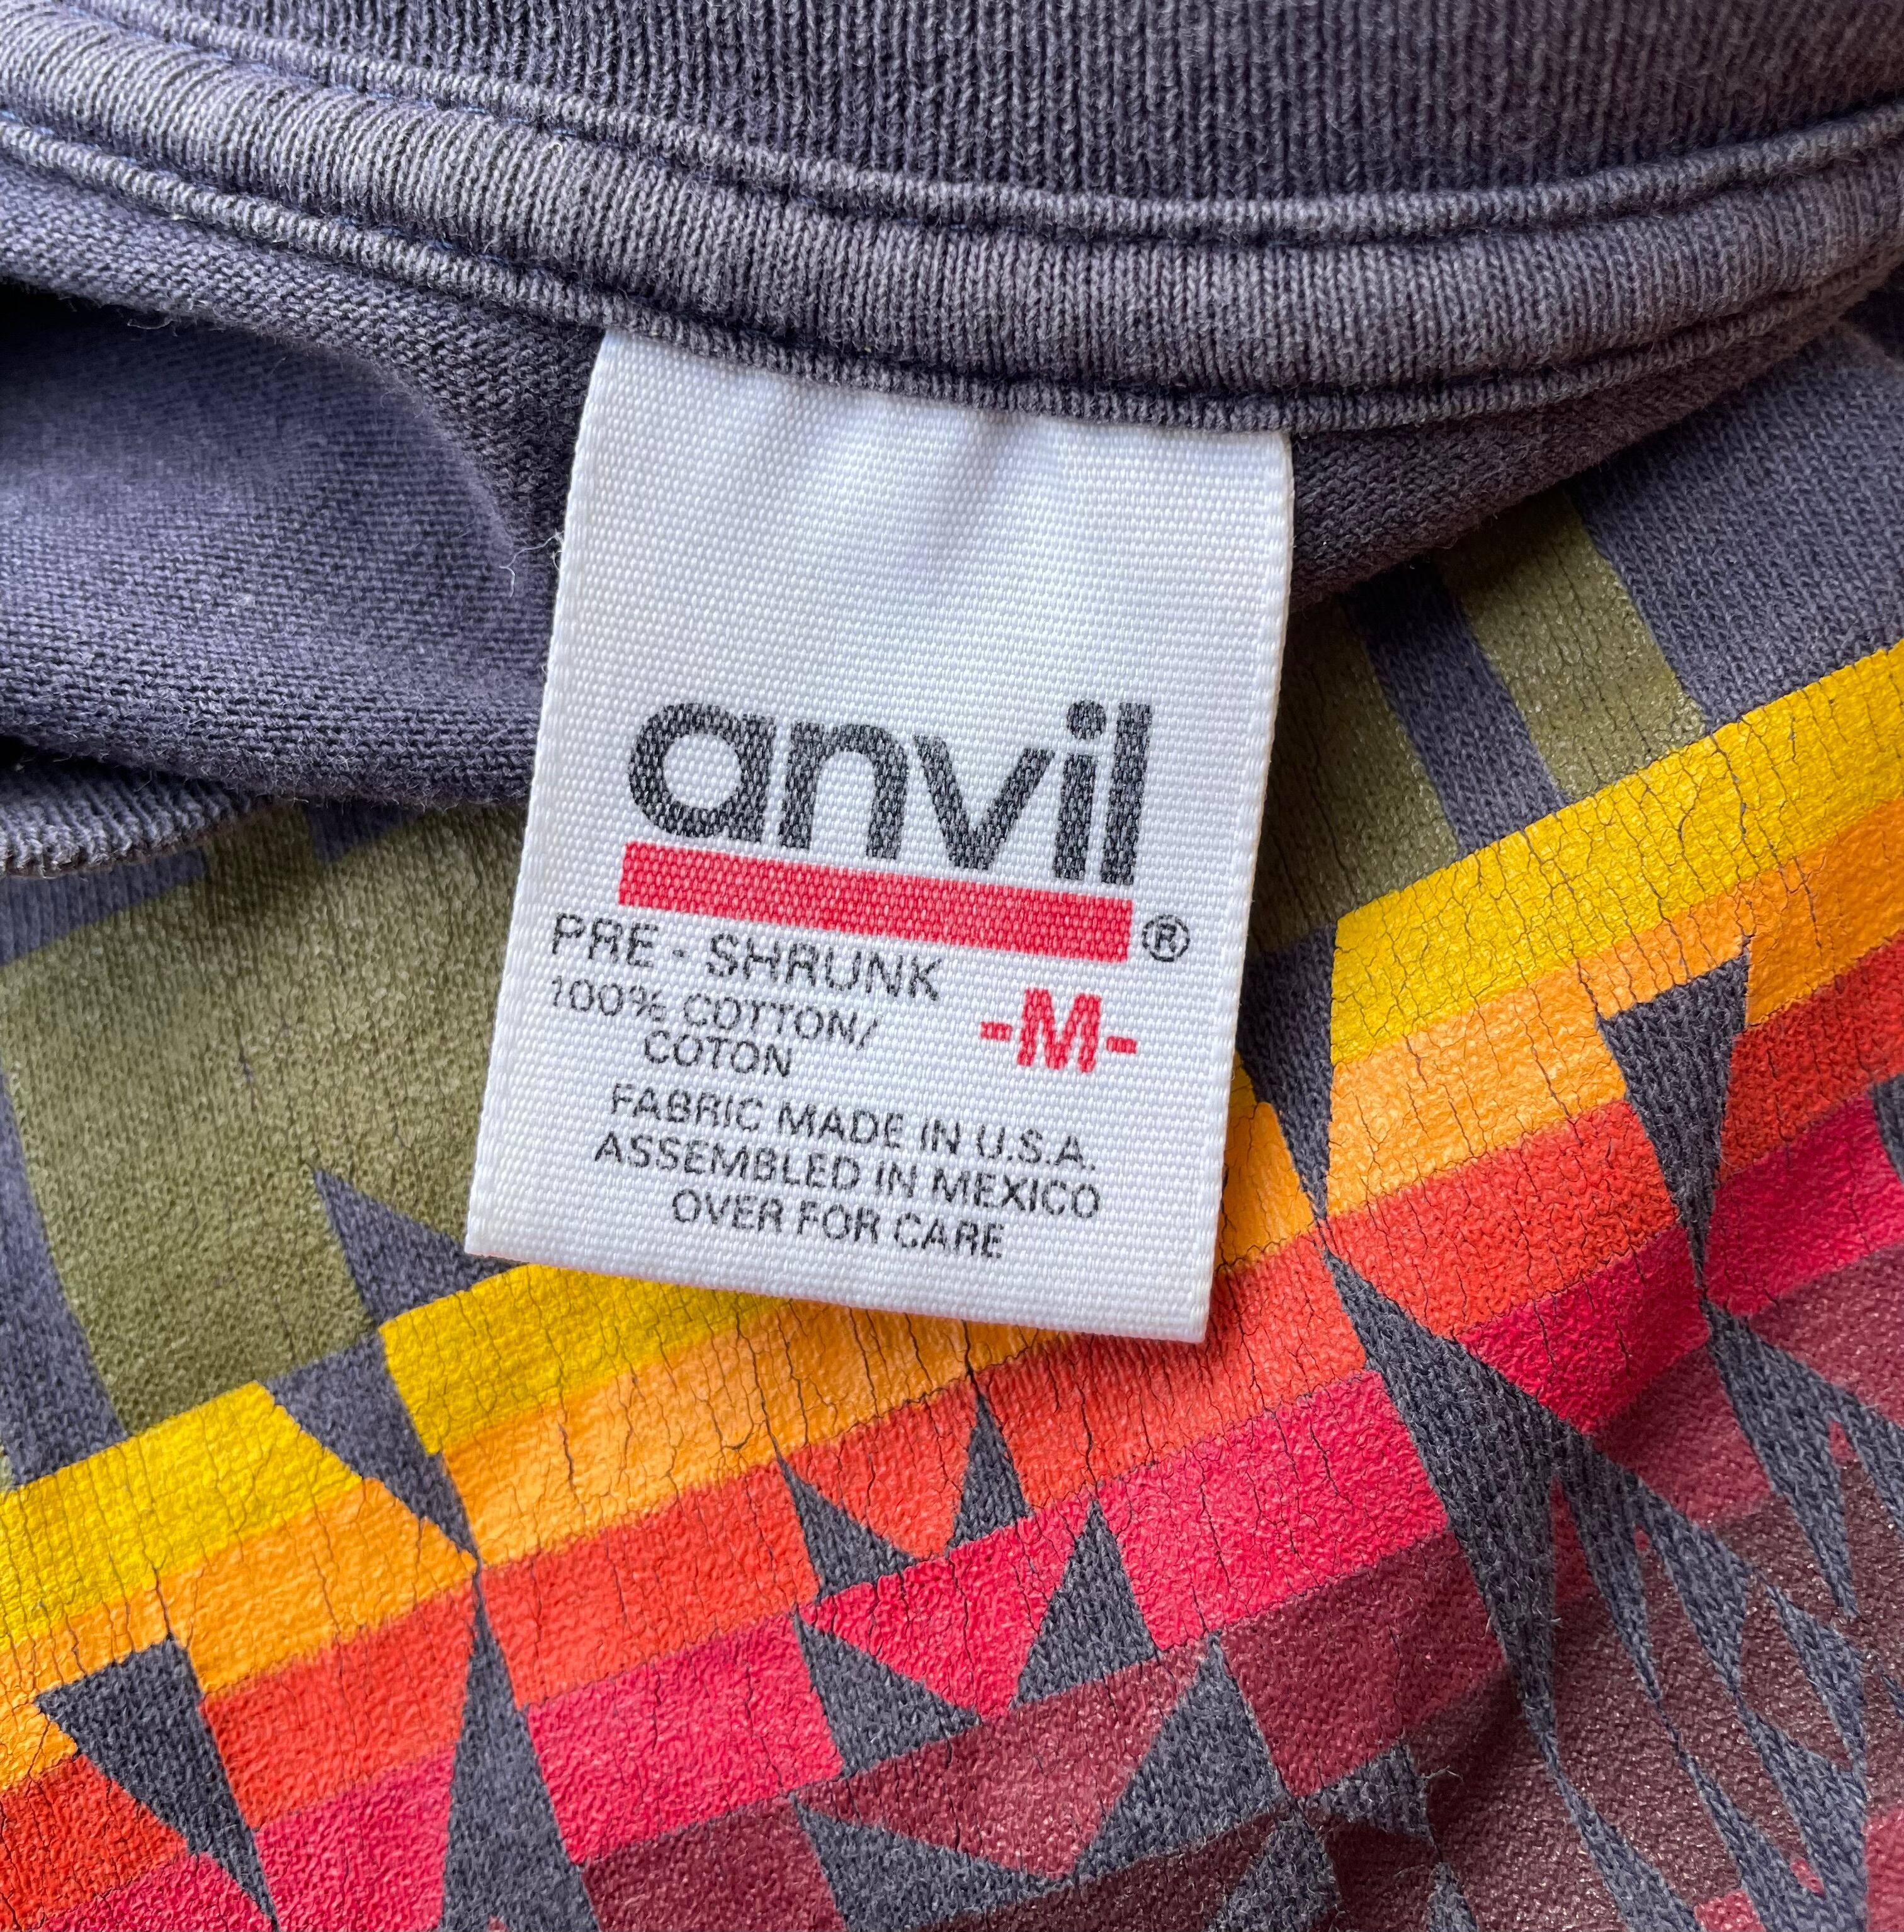 anvil®
PRE - SHRUNK
100% COTTON/
COTON
-M-
FABRIC MADE IN U.S.A.
ASSEMBLED IN MEXICO
OVER FOR CARE